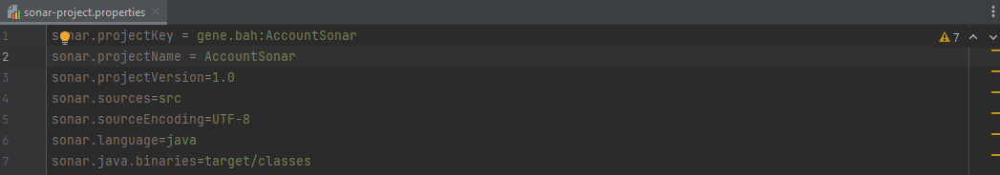 sonar-project.properties
7
1 sonar.projectKey = gene.bah:AccountSonar
2 sonar.projectName = AccountSonar
3 sonar.projectVersion=1.0
4 sonar.sources=src
5 sonar.sourceEncoding=UTF-8
6 sonar.language=java
7 sonar.java.binaries=target/classes